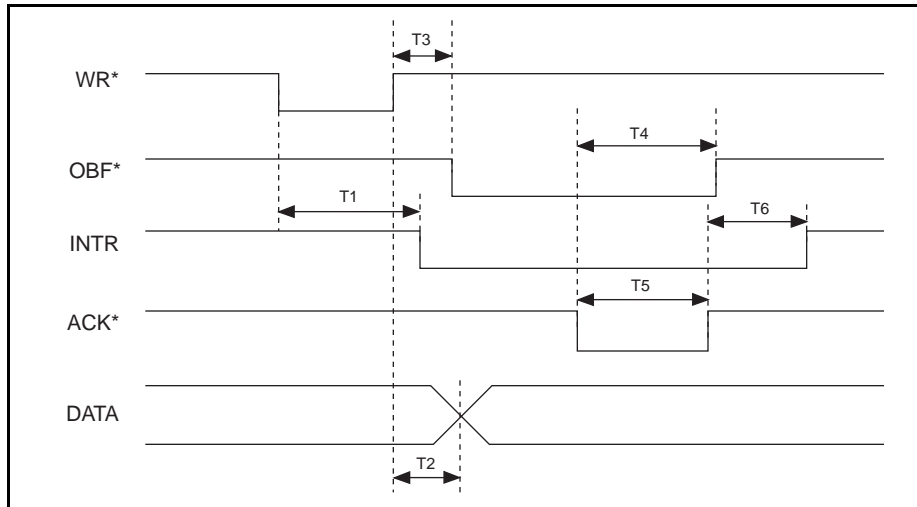 T3
WR*
T4
OBF*
T1
T6
INTR
T5
ACK*
DATA
T2